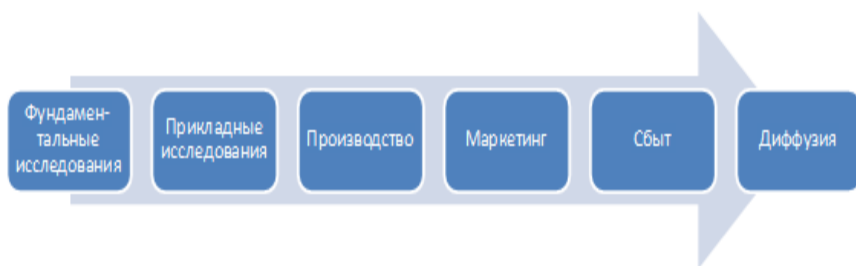 Фундамен-
тальные
исследования
Прикладные
исследования
Производство
Маркетинг
Сбыт
Диффузия